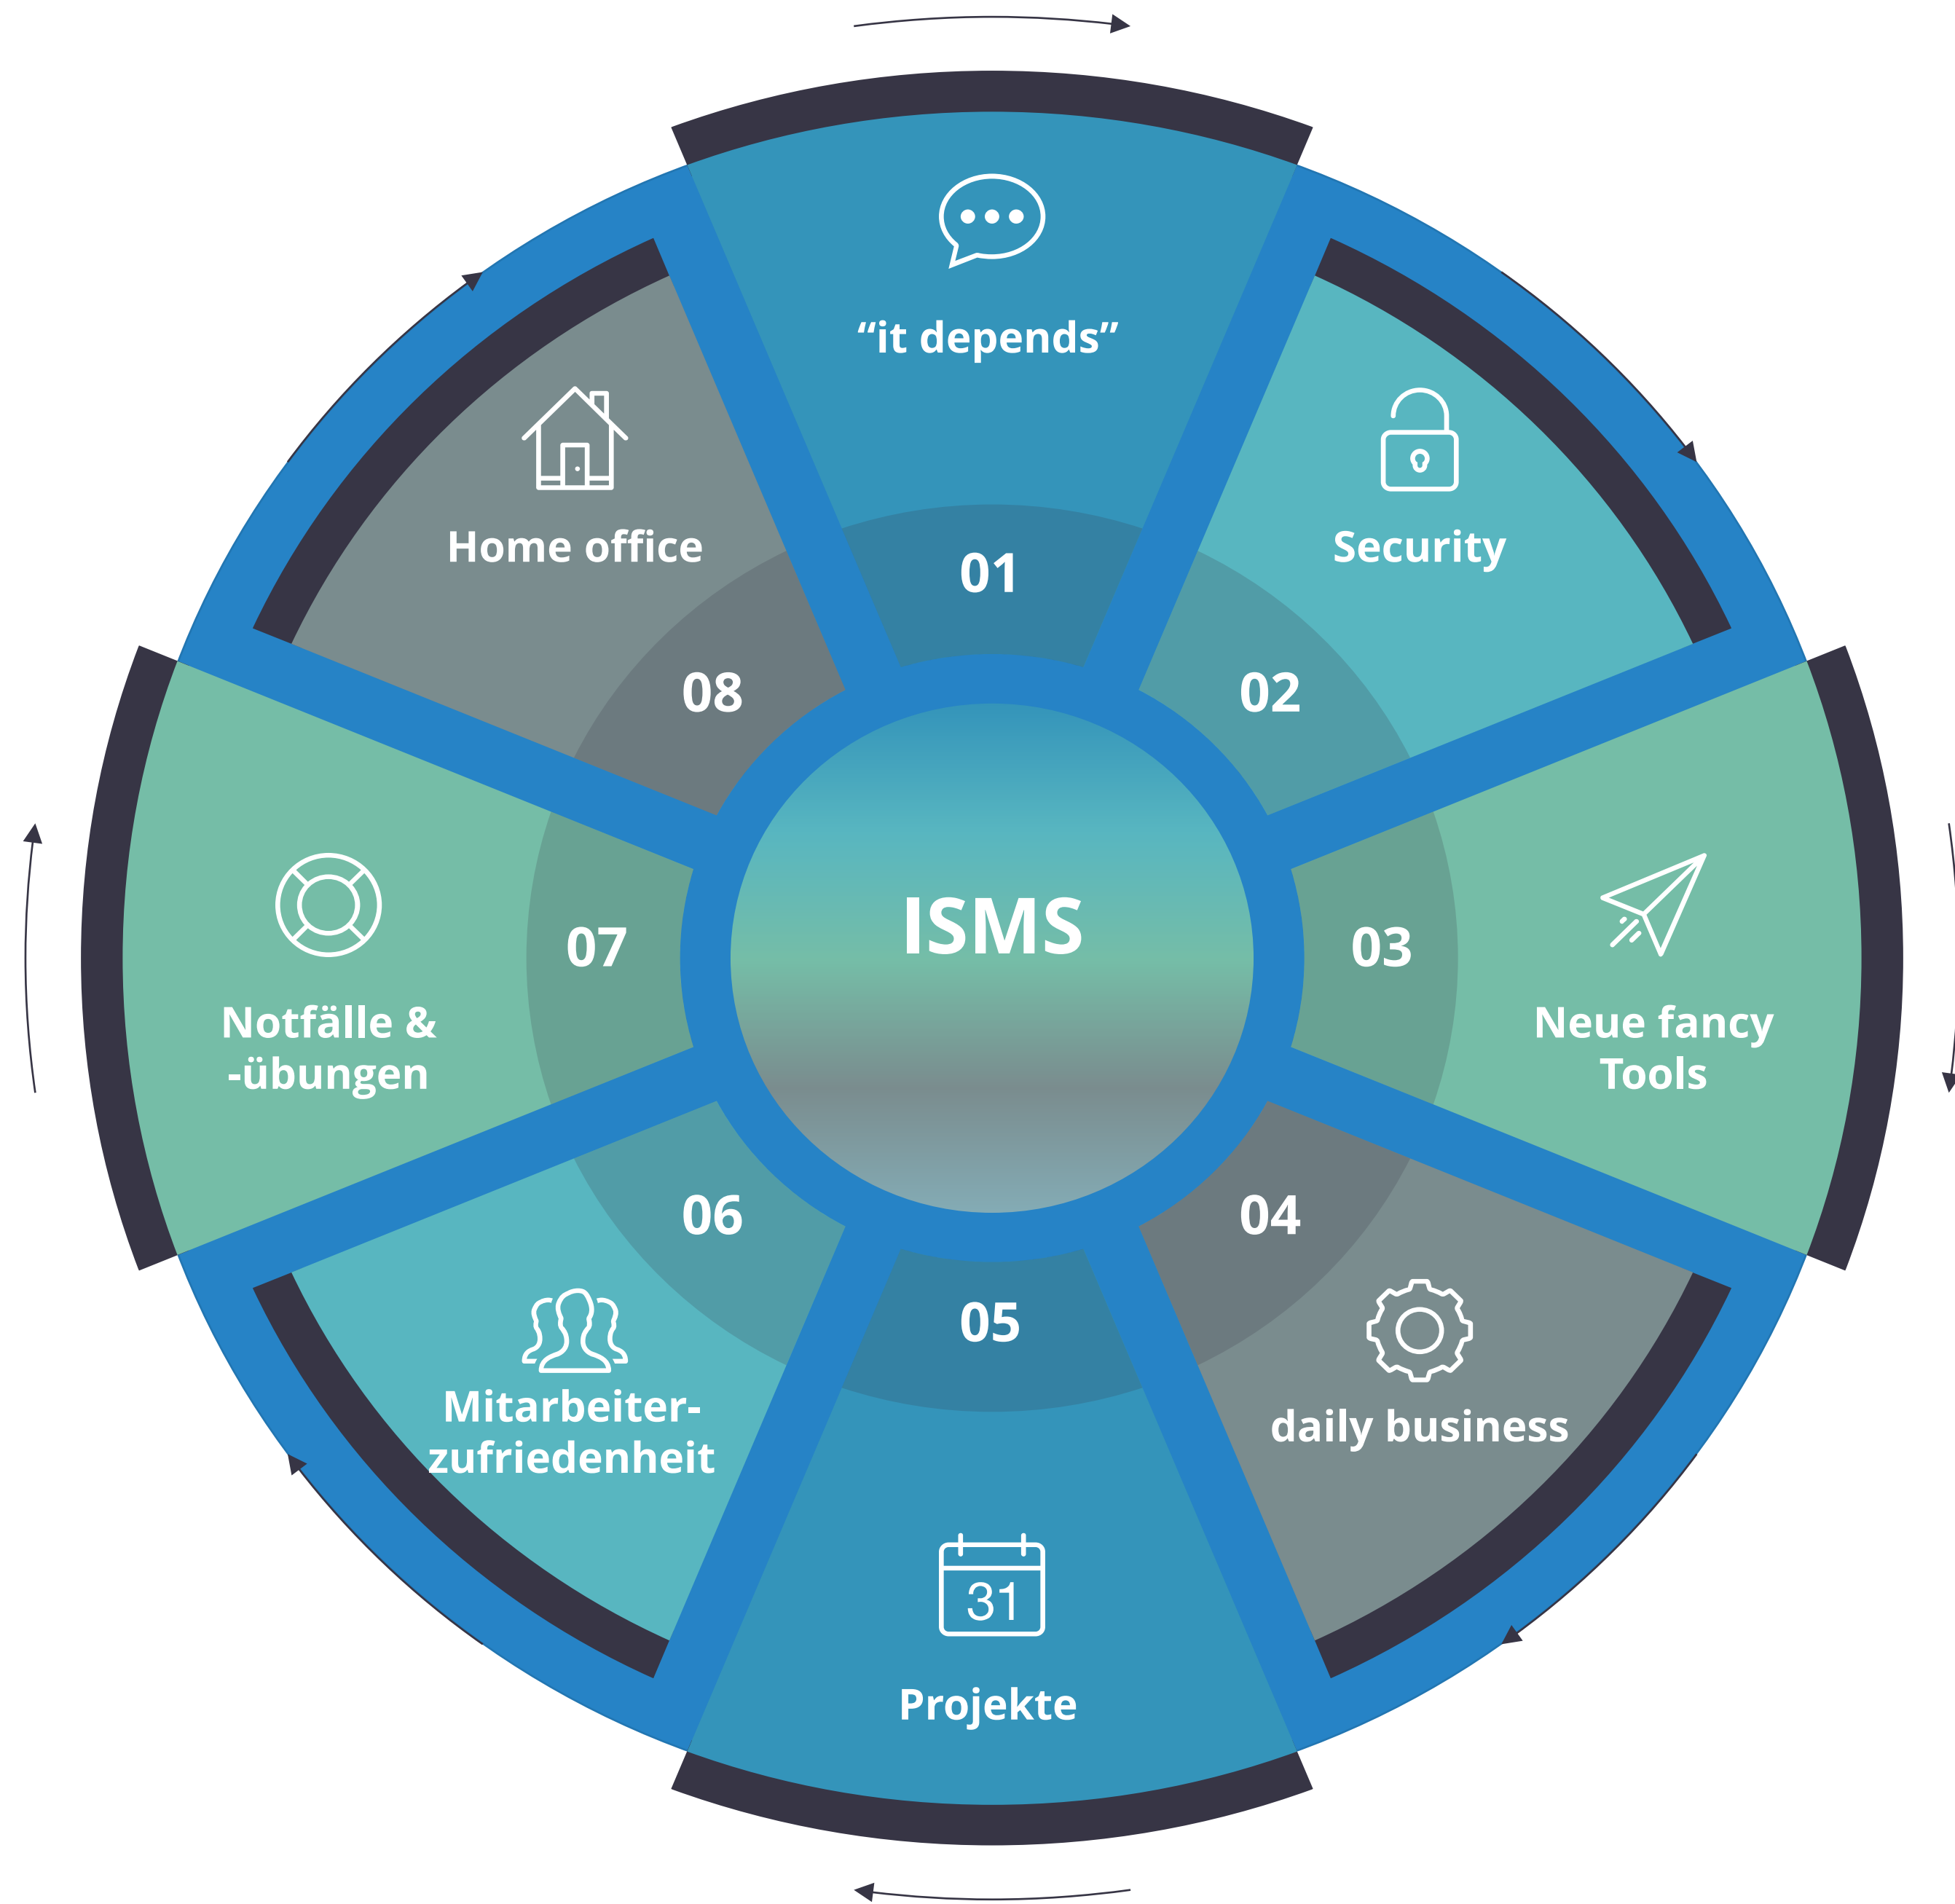 “it depends”
01
Security
02
Neue fancy
Tools
03
daily business
04
Projekte
31
05
Mitarbeiter-
zufriedenheit
06
Notfälle &
-übungen
07
Home office
08
ISMS